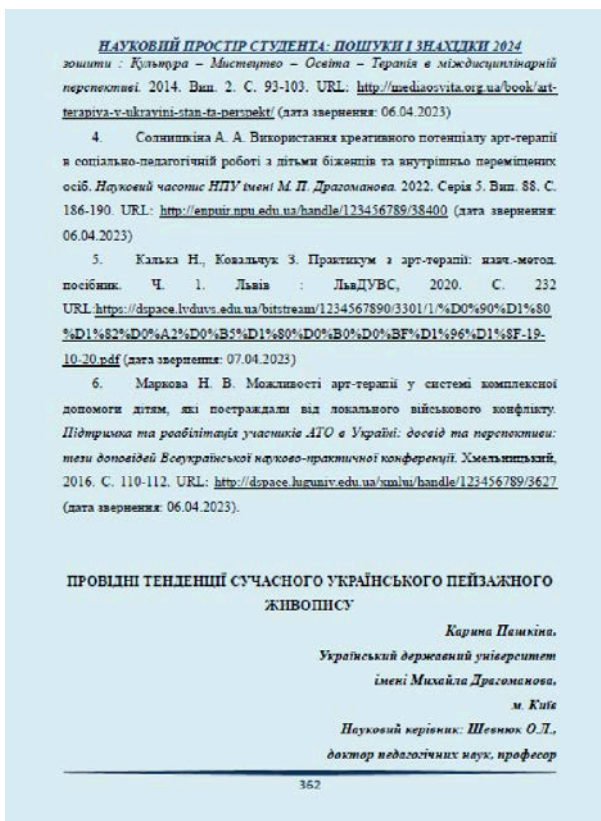 НАУКОВИЙ ПРОСТІР СТУДЕНТА: ПОШУКИ І ЗНАХІДКИ 2024
зошити : Культура – Мистецтво – Освіта – Терапія в міждисциплінарній
перспективі. 2014. Вип. 2. С. 93-103. URL: http://mediaosvita.org.ua/book/art-
terapiya-v-ukrayini-stan-ta-perspekt/ (дата звернення: 06.04.2023)
4. Солнишкіна А. А. Використання креативного потенціалу арт-терапії
в соціально-педагогічній роботі з дітьми біженців та внутрішньо переміщених
осіб. Науковий часопис НПУ імені М. П. Драгоманова. 2022. Серія 5. Вип. 88. С.
186-190. URL: http://enpuir.npu.edu.ua/handle/123456789/38400 (дата звернення:
06.04.2023)
5. Калька Н., Ковальчук З. Практикум з арт-терапії: навч.-метод.
посібник. Ч. 1. Львів : ЛьвДУВС, 2020. С. 232
URL:https://dspace.lvduvs.edu.ua/bitstream/1234567890/3301/1/%D0%90%D1%80
%D1%82%D0%A2%D0%B5%D1%80%D0%B0%D0%BF%D1%96%D1%8F-19-
10-20.pdf (дата звернення: 07.04.2023)
6. Маркова Н. В. Можливості арт-терапії у системі комплексної
допомоги дітям, які постраждали від локального військового конфлікту.
Підтримка та реабілітація учасників АТО в Україні: досвід та перспективи:
тези доповідей Всеукраїнської науково-практичної конференції. Хмельницький,
2016. С. 110-112. URL: http://dspace.luguniv.edu.ua/xmlui/handle/123456789/3627
(дата звернення: 06.04.2023).
ПРОВІДНІ ТЕНДЕНЦІЇ СУЧАСНОГО УКРАЇНСЬКОГО ПЕЙЗАЖНОГО
ЖИВОПИСУ
Карина Пашкіна,
Український державний університет
імені Михайла Драгоманова,
м. Київ
Науковий керівник: Шевнюк О.Л.,
доктор педагогічних наук, професор
362